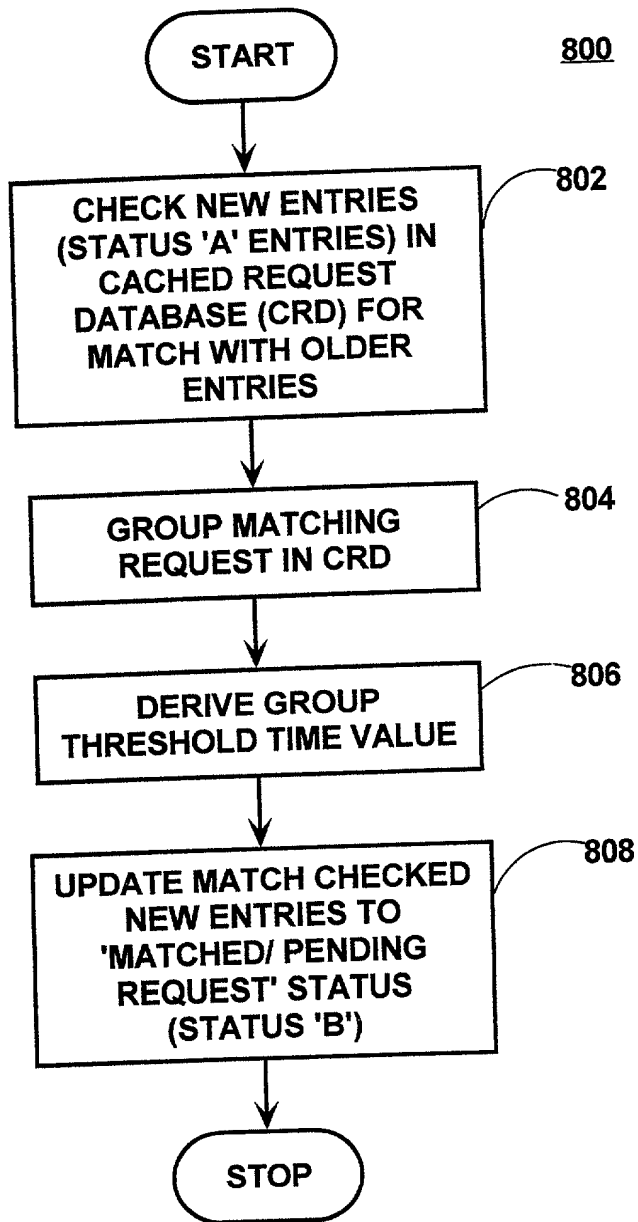 START
800
802
CHECK NEW ENTRIES
(STATUS 'A' ENTRIES) IN
CACHED REQUEST
DATABASE (CRD) FOR
MATCH WITH OLDER
ENTRIES
804
GROUP MATCHING
REQUEST IN CRD
806
DERIVE GROUP
THRESHOLD TIME VALUE
808
UPDATE MATCH CHECKED
NEW ENTRIES TO
'MATCHED/ PENDING
REQUEST' STATUS
(STATUS 'B')
STOP